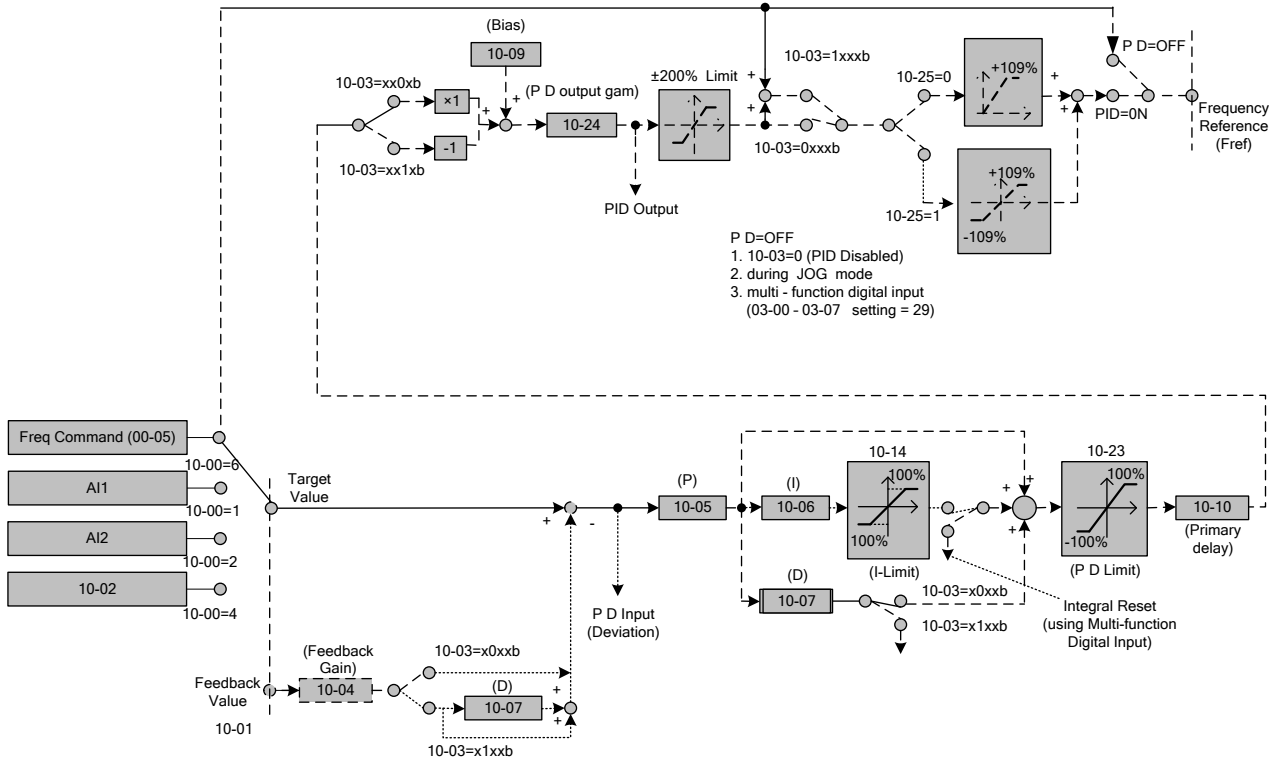 (Bias)
10-09
10-03=xx0xb
×1
-1
10-03=xx1xb
+
+
(P D output gam)
10-24
PID Output
±200% Limit
+
+
10-03=1xxxb
10-03=0xxxb
10-25=0
+109%
+
+
10-25=1
+109%
-109%
P D=OFF
PID=0N
Frequency
Reference
(Fref)
P D=OFF
1. 10-03=0 (PID Disabled)
2. during JOG mode
3. multi - function digital input
(03-00 - 03-07 setting = 29)
Freq Command (00-05)
10-00=6
AI1
10-00=1
AI2
10-00=2
10-02
10-00=4
Target
Value
+
-
P D Input
(Deviation)
(P)
10-05
(I)
10-06
10-14
100%
100%
(I-Limit)
(D)
10-07
10-03=x0xxb
10-03=x1xxb
+
+
+
Integral Reset
(using Multi-function
Digital Input)
10-23
100%
-100%
(P D Limit)
10-10
(Primary
delay)
Feedback
Value
10-01
(Feedback
Gain)
10-04
10-03=x0xxb
(D)
10-07
+
+
10-03=x1xxb